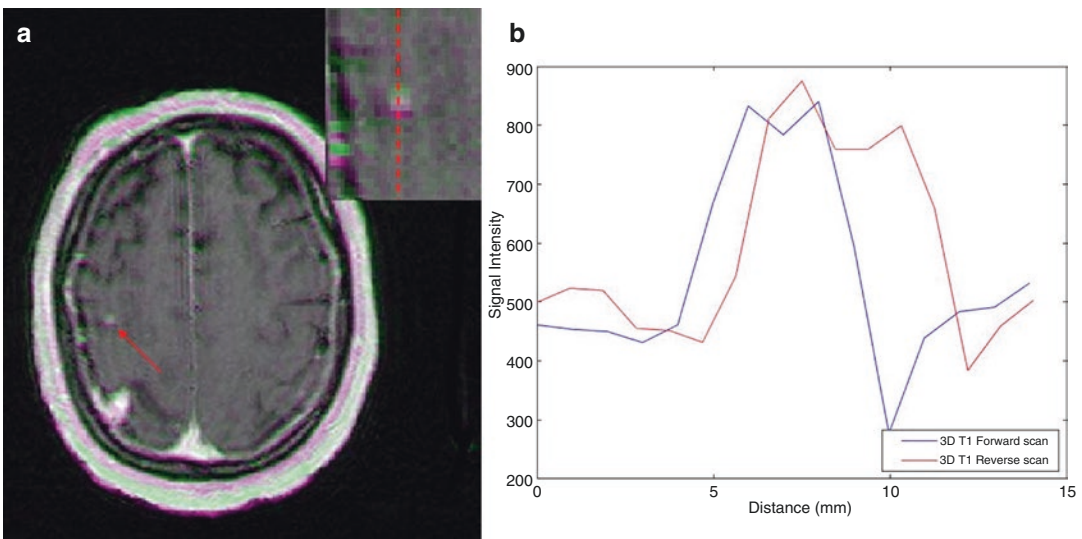 a
b
900
800
700
600
500
400
300
200
Signal Intensity
3D T1 Forward scan
3D T1 Reverse scan
0
5
10
15
Distance (mm)